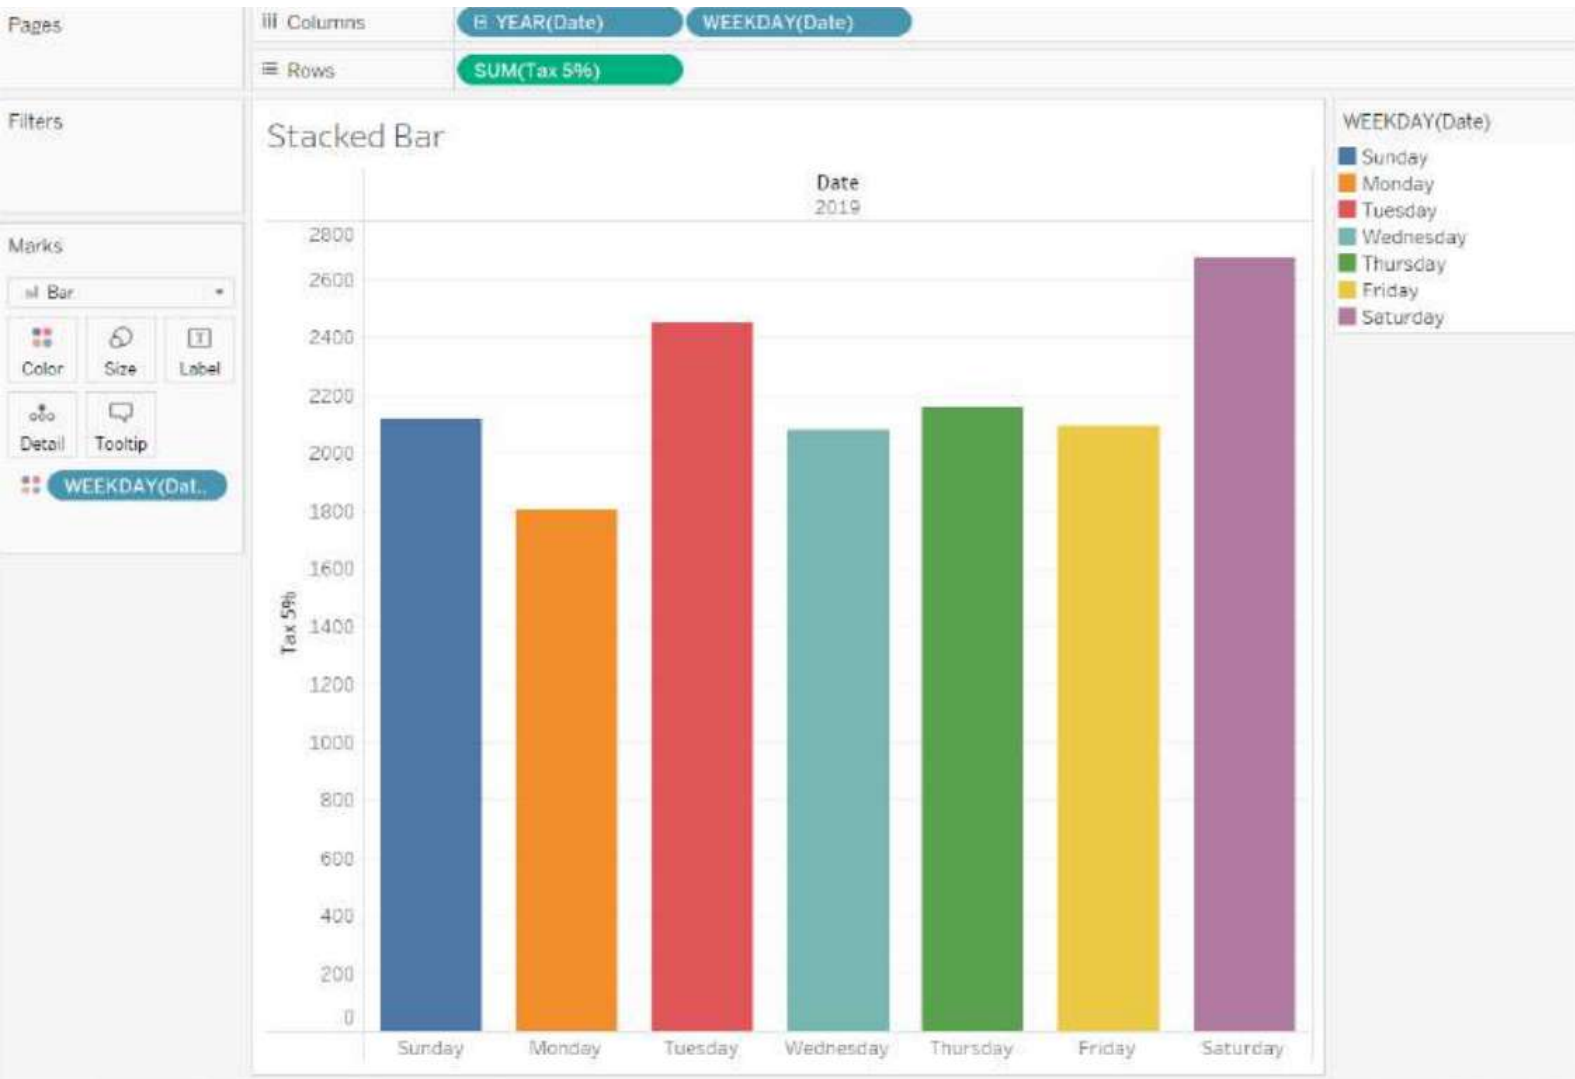 Pages
Columns
YEAR(Date)
WEEKDAY(Date)
Rows
SUM(Tax 5%)
Filters
Marks
Bar
Color
Size
Label
Detail
Tooltip
WEEKDAY(Dat..
Stacked Bar
Date
2019
2800
2600
2400
2200
2000
1800
1600
1400
1200
1000
800
600
400
200
0
Tax 5%
Sunday
Monday
Tuesday
Wednesday
Thursday
Friday
Saturday
WEEKDAY(Date)
Sunday
Monday
Tuesday
Wednesday
Thursday
Friday
Saturday